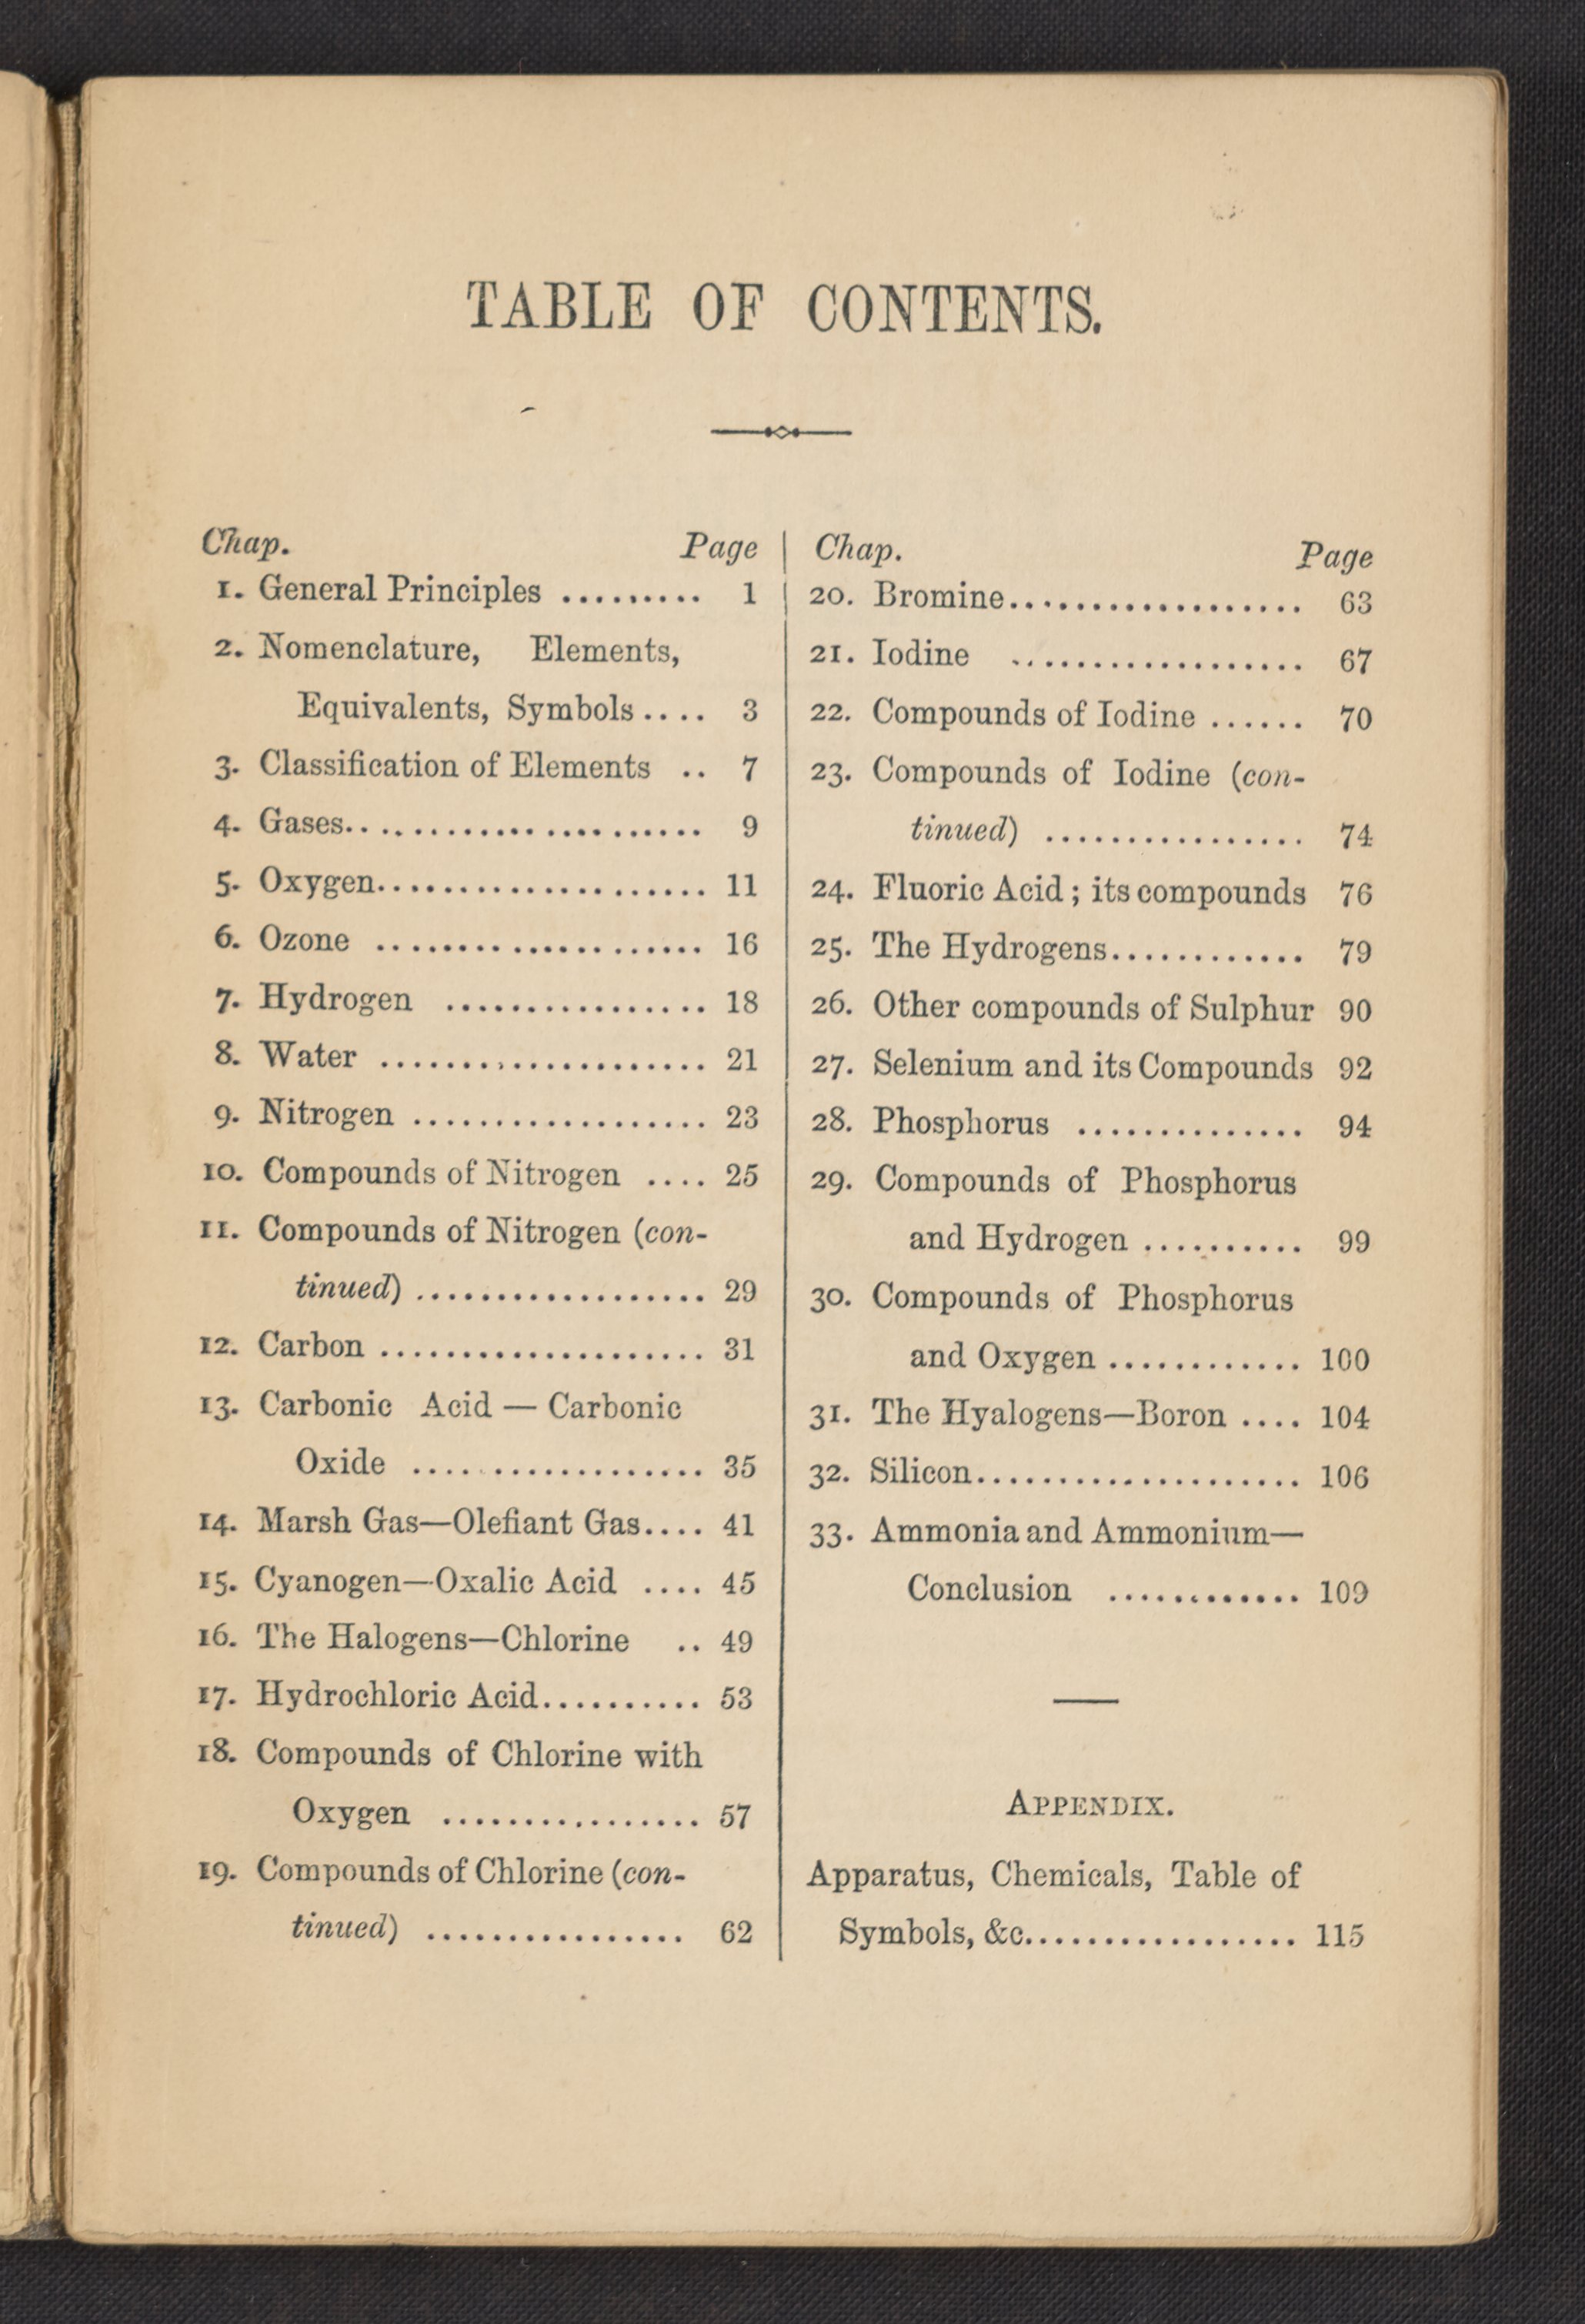 TABLE OF CONTENTS.
Chap. Page
1. General Principles ......... 1
2. Nomenclature, Elements,
Equivalents, Symbols .... 3
3. Classification of Elements .. 7
4. Gases...................... 9
5. Oxygen.................... 11
6. Ozone .................... 16
7. Hydrogen ................ 18
8. Water .................... 21
9. Nitrogen .................. 23
10. Compounds of Nitrogen .... 25
11. Compounds of Nitrogen (con-
tinued) .................. 29
12. Carbon .................... 31
13. Carbonic Acid — Carbonic
Oxide .................. 35
14. Marsh Gas—Olefiant Gas.... 41
15. Cyanogen—Oxalic Acid .... 45
16. The Halogens—Chlorine .. 49
17. Hydrochloric Acid.......... 53
18. Compounds of Chlorine with
Oxygen ................ 57
19. Compounds of Chlorine (con-
tinued) ................ 62
Chap. Page
20. Bromine.................. 63
21. Iodine .................. 67
22. Compounds of Iodine ...... 70
23. Compounds of Iodine (con-
tinued) ................ 74
24. Fluoric Acid ; its compounds 76
25. The Hydrogens............ 79
26. Other compounds of Sulphur 90
27. Selenium and its Compounds 92
28. Phosphorus .............. 94
29. Compounds of Phosphorus
and Hydrogen .......... 99
30. Compounds of Phosphorus
and Oxygen ............ 100
31. The Hyalogens—Boron .... 104
32. Silicon.................... 106
33. Ammonia and Ammonium—
Conclusion ............ 109
APPENDIX.
Apparatus, Chemicals, Table of
Symbols, &c................. 115